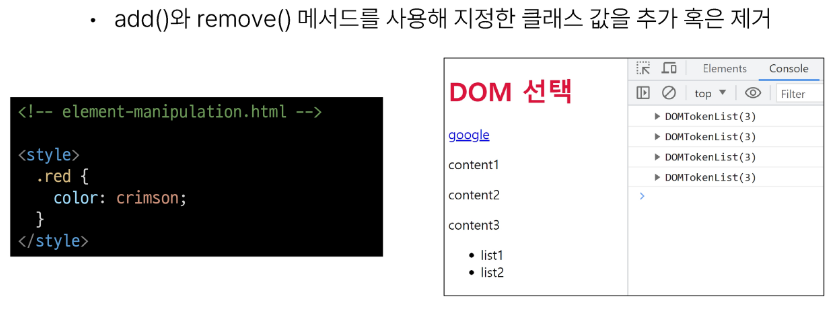 • add()와 remove() 메서드를 사용해 지정한 클래스 값을 추가 혹은 제거
<!-- element-manipulation.html -->
<style>
.red {
color: crimson;
}
</style>
DOM 선택
google
content1
content2
content3
• list1
• list2
Elements Console
top ▼ Filter
▶ DOMTokenList(3)
▶ DOMTokenList(3)
▶ DOMTokenList(3)
▶ DOMTokenList(3)
>